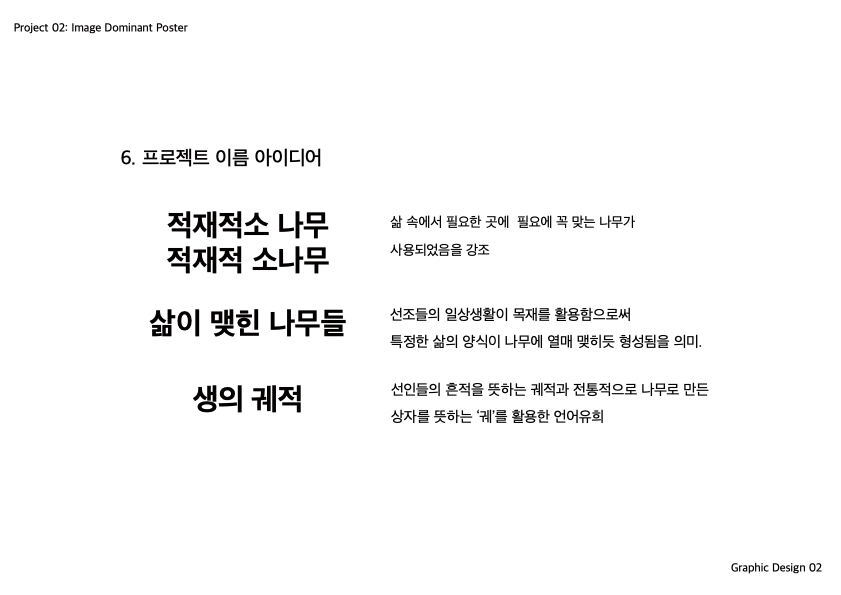 Project 02: Image Dominant Poster
6. 프로젝트 이름 아이디어
적재적소 나무
적재적 소나무
삶 속에서 필요한 곳에  필요에 꼭 맞는 나무가
사용되었음을 강조
삶이 맺힌 나무들
선조들의 일상생활이 목재를 활용함으로써
특정한 삶의 양식이 나무에 열매 맺히듯 형성됨을 의미.
생의 궤적
선인들의 흔적을 뜻하는 궤적과 전통적으로 나무로 만든
상자를 뜻하는 ‘궤’를 활용한 언어유희
Graphic Design 02